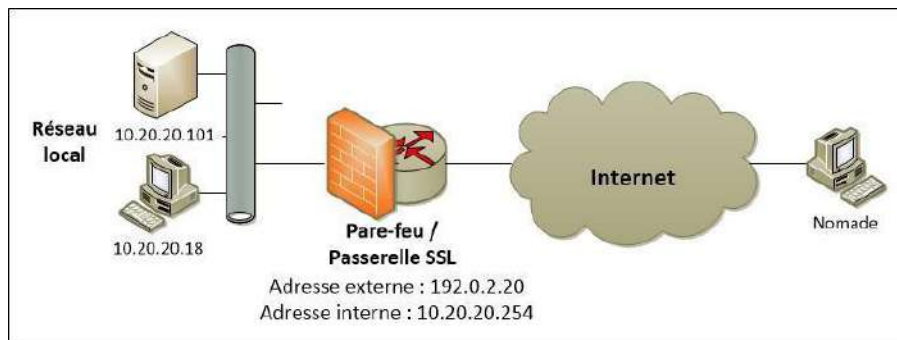 Réseau
local
10.20.20.101
10.20.20.18
Pare-feu /
Passerelle SSL
Adresse externe : 192.0.2.20
Adresse interne : 10.20.20.254
Internet
Nomade